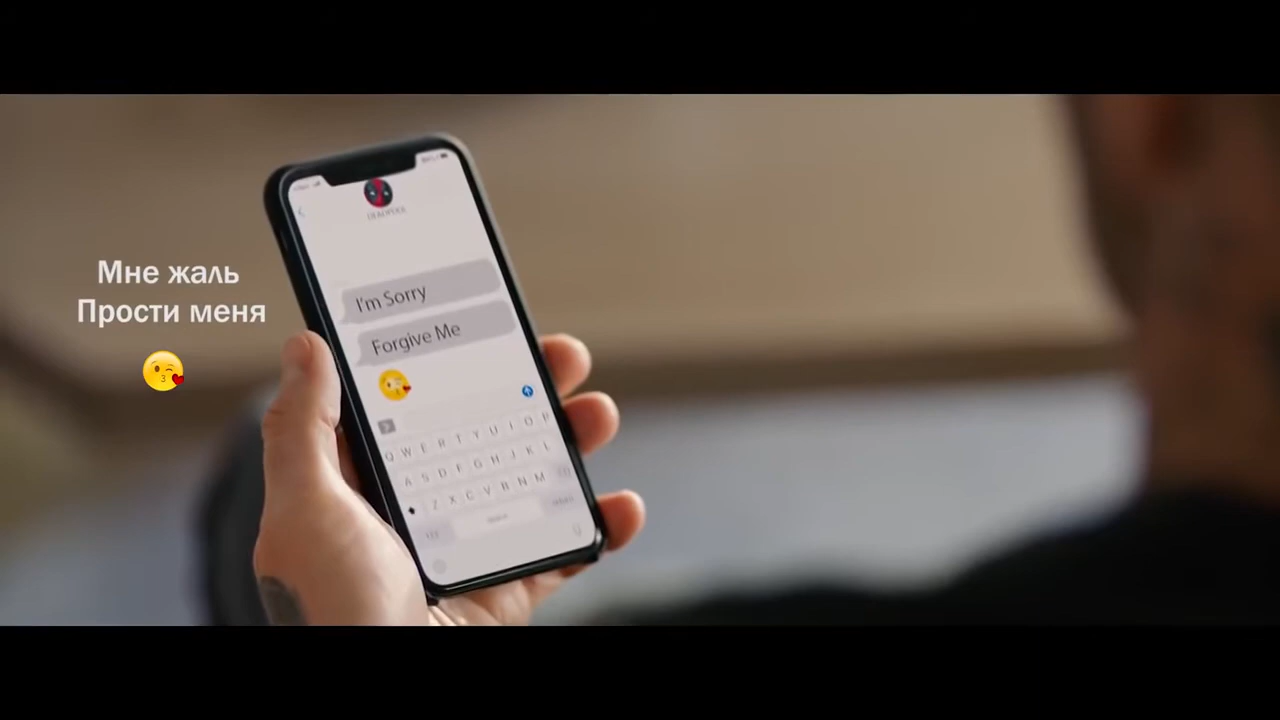 Мне жаль
Прости меня
I'm Sorry
Forgive Me
Q W E R T Y U I O P
A S D F G H J K L
Z X C V B N M